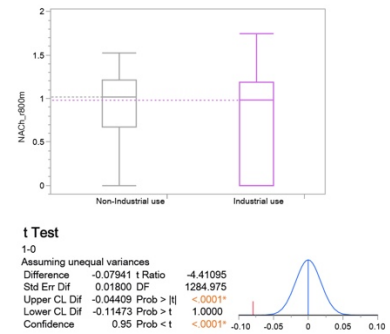 2
1.5
1
0.5
0
NACh_r800m
Non-Industrial use Industrial use
t Test
1-0
Assuming unequal variances
Difference -0.07941 t Ratio -4.41095
Std Err Dif 0.01800 DF 1284.975
Upper CL Dif -0.04409 Prob > |t| <.0001*
Lower CL Dif -0.11473 Prob > t 1.0000
Confidence 0.95 Prob < t <.0001*
-0.10 -0.05 0.00 0.05 0.10